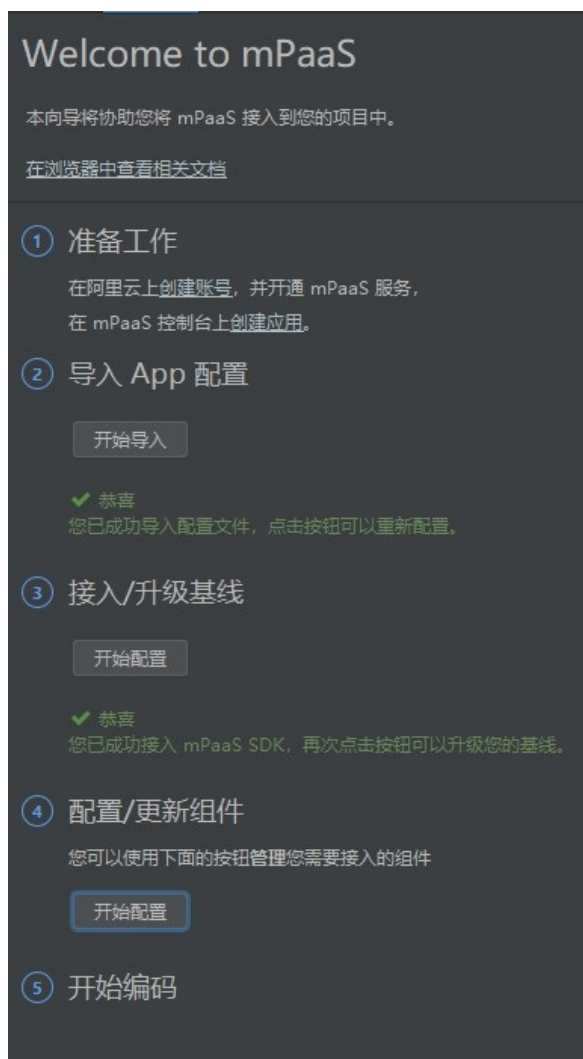 Welcome to mPaaS
本向导将协助您将 mPaaS 接入到您的项目中。
在浏览器中查看相关文档
1 准备工作
在阿里云上创建账号，并开通 mPaaS 服务，
在 mPaaS 控制台上创建应用。
2 导入 App 配置
开始导入
✔ 恭喜
您已成功导入配置文件，点击按钮可以重新配置。
3 接入/升级基线
开始配置
✔ 恭喜
您已成功接入 mPaaS SDK，再次点击按钮可以升级您的基线。
4 配置/更新组件
您可以使用下面的按钮管理您需要接入的组件
开始配置
5 开始编码